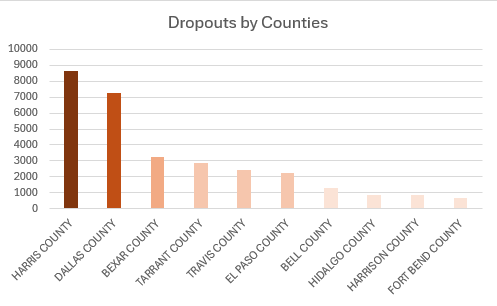 Dropouts by Counties
10000
9000
8000
7000
6000
5000
4000
3000
2000
1000
0
HARRIS COUNTY
DALLAS COUNTY
BEXAR COUNTY
TARRANT COUNTY
TRAVIS COUNTY
EL PASO COUNTY
BELL COUNTY
HIDALGO COUNTY
HARRISON COUNTY
FORT BEND COUNTY